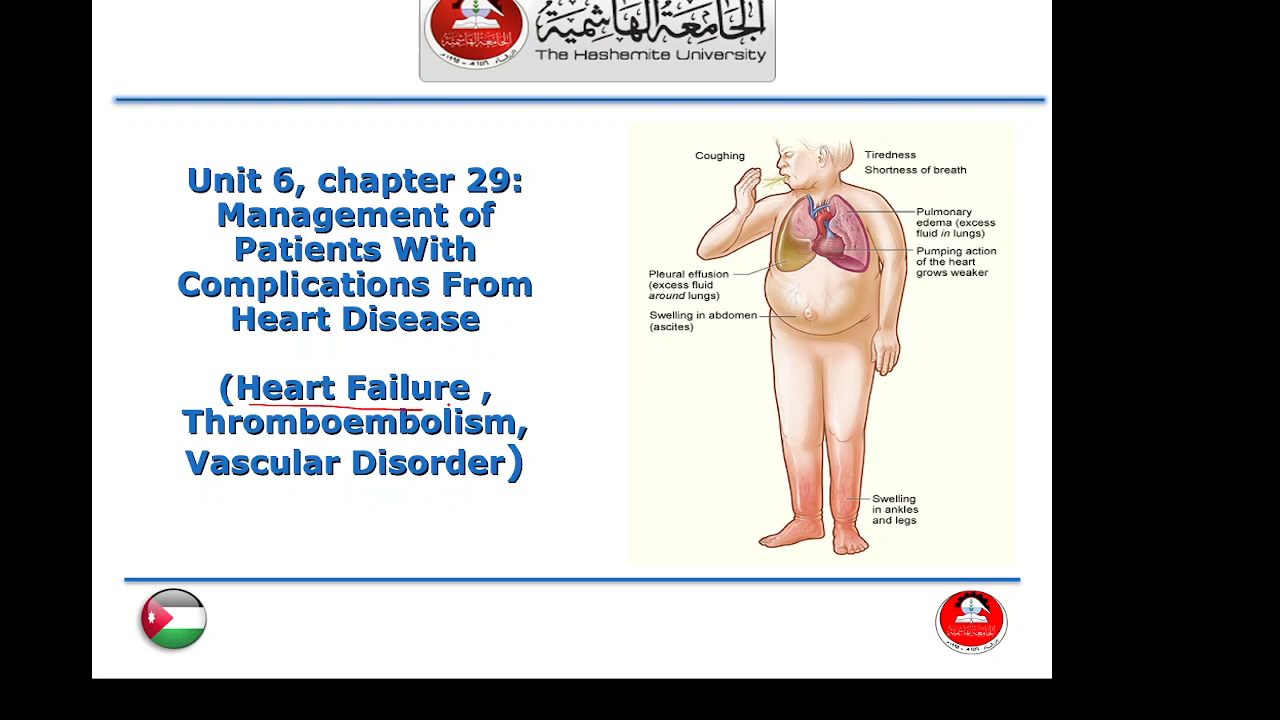 الجامعة الهاشمية
The Hashemite University
Unit 6, chapter 29:
Management of
Patients With
Complications From
Heart Disease
(Heart Failure ,
Thromboembolism,
Vascular Disorder)
Coughing
Tiredness
Shortness of breath
Pulmonary
edema (excess
fluid in lungs)
Pumping action
of the heart
grows weaker
Pleural effusion
(excess fluid
around lungs)
Swelling in abdomen
(ascites)
Swelling
in ankles
and legs